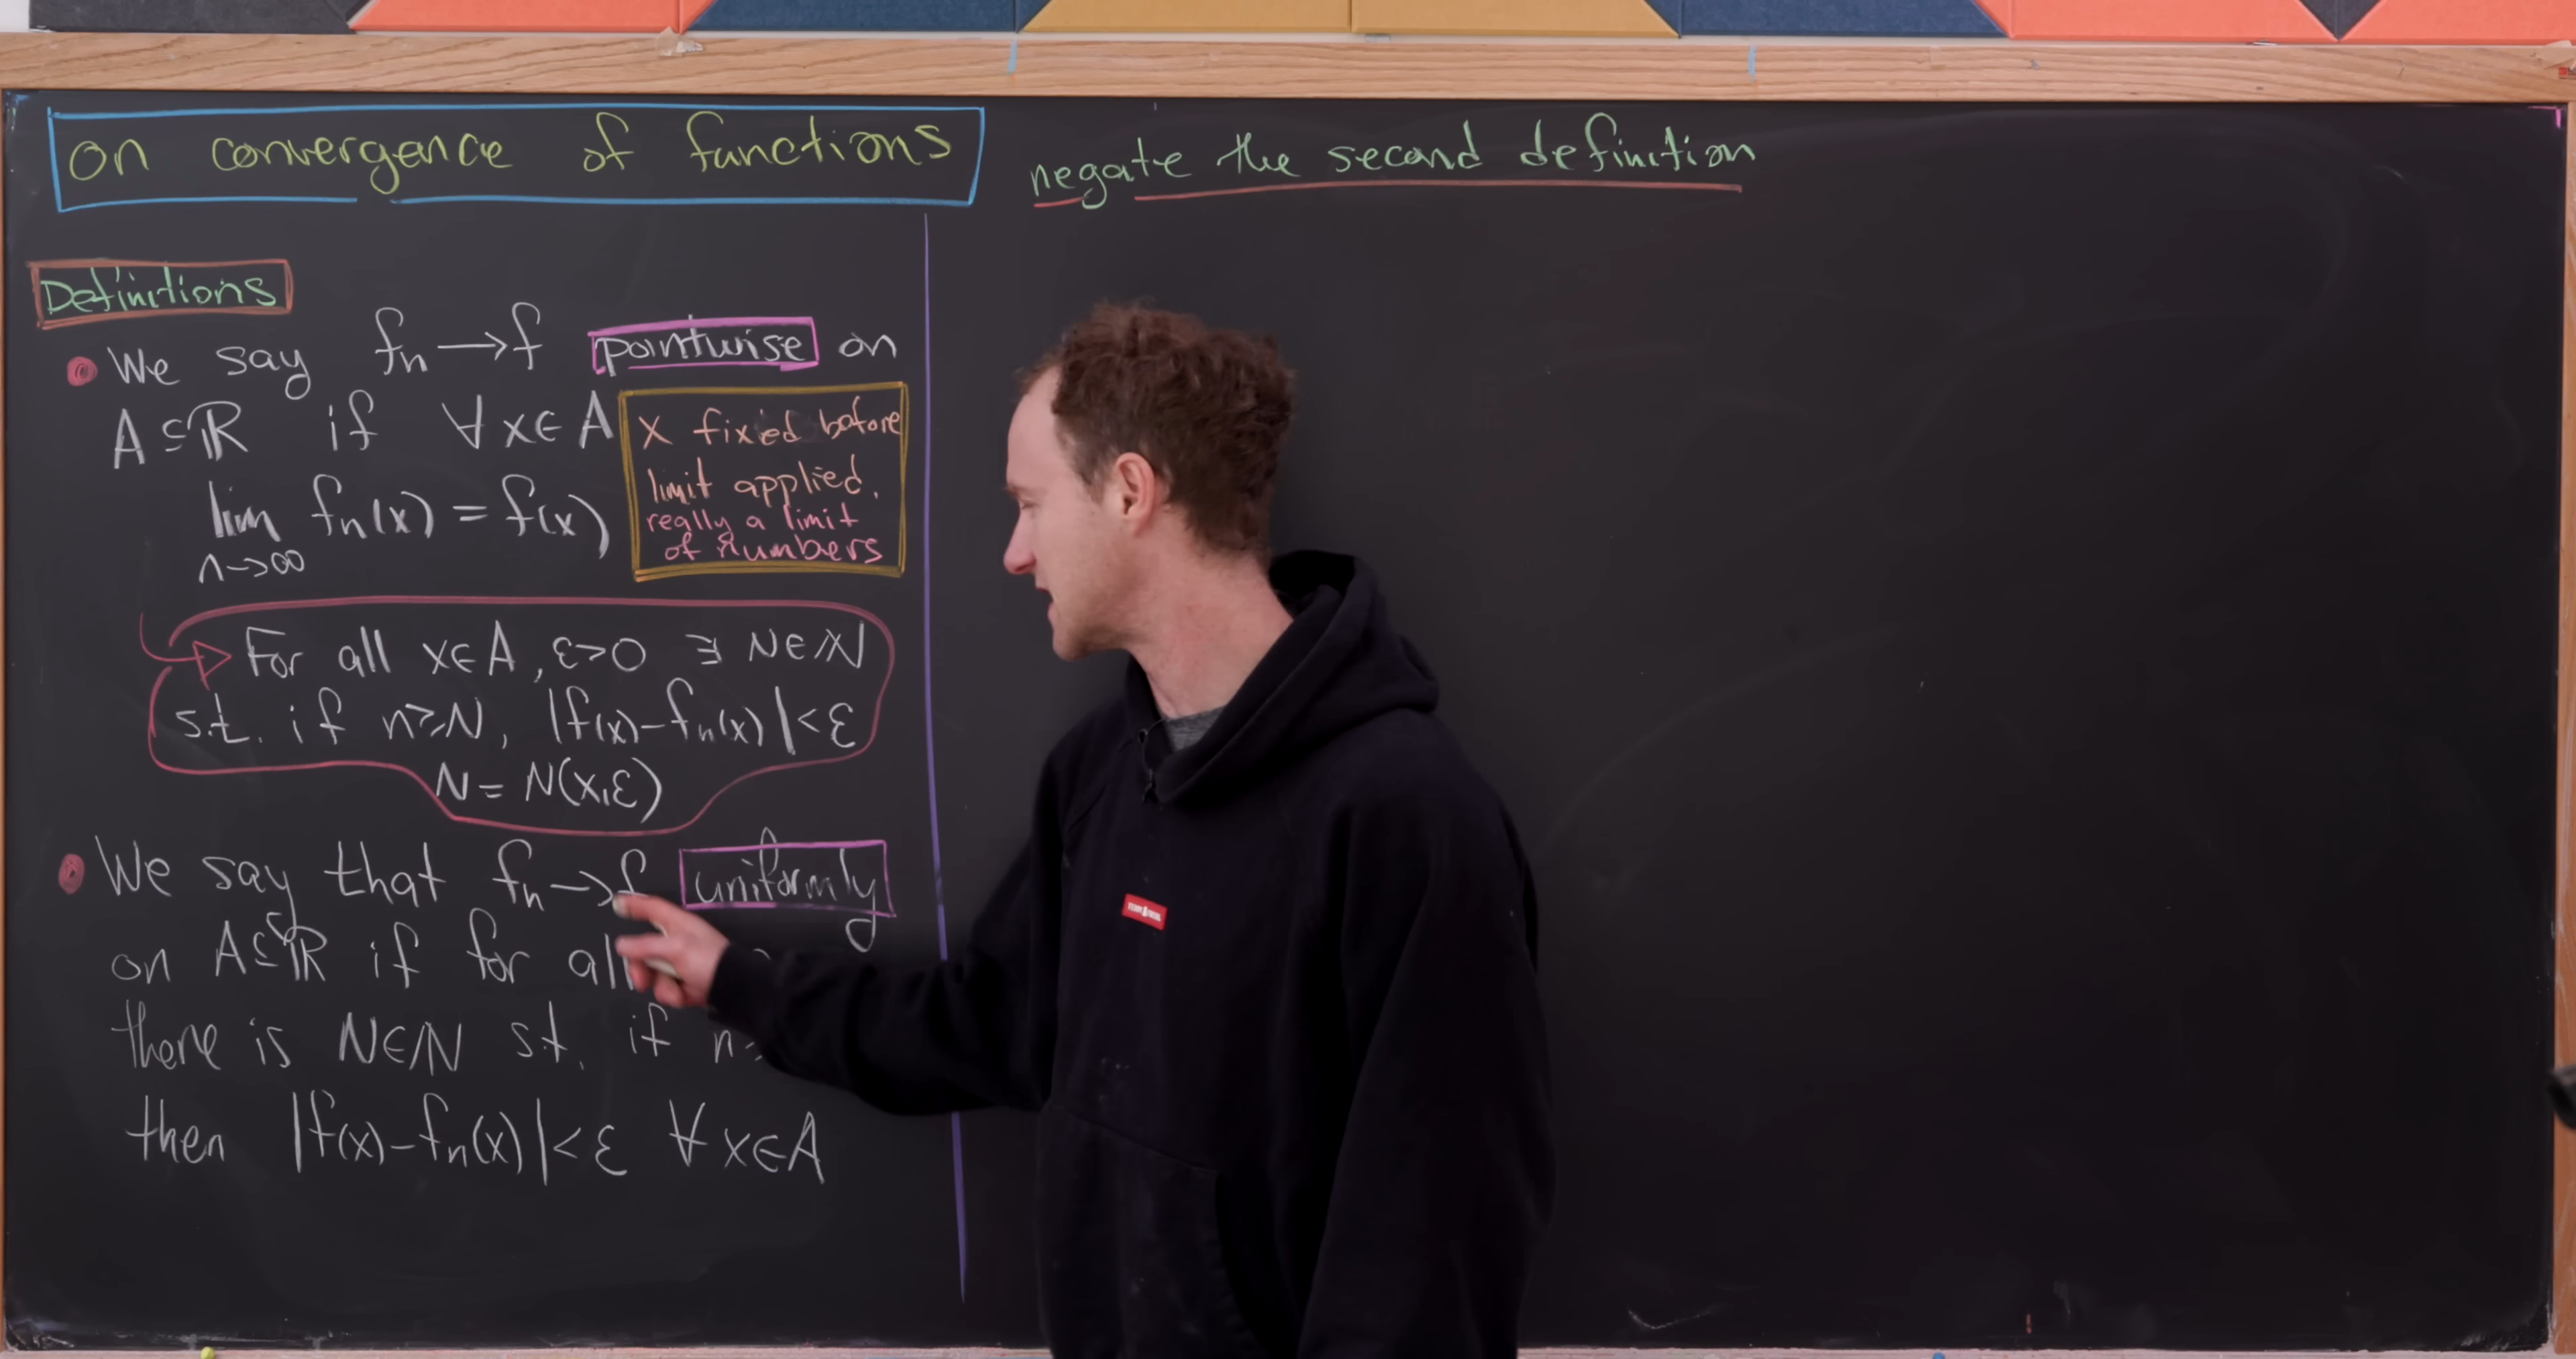 on convergence of functions
negate the second definition
Definitions
• We say fn→f pointwise on
A⊆ℝ if ∀ x∈A
lim fn(x) = f(x)
n→∞
X fixed before
limit applied.
really a limit
of numbers
For all x∈A, ε>0 ∃ N∈ℕ
s.t. if n≥N, |f(x)-fn(x)|<ε
N = N(x,ε)
• We say that fn→f uniformly
on A⊆ℝ if for all
there is N∈ℕ s.t. if n≥
then |f(x)-fn(x)|<ε ∀ x∈A